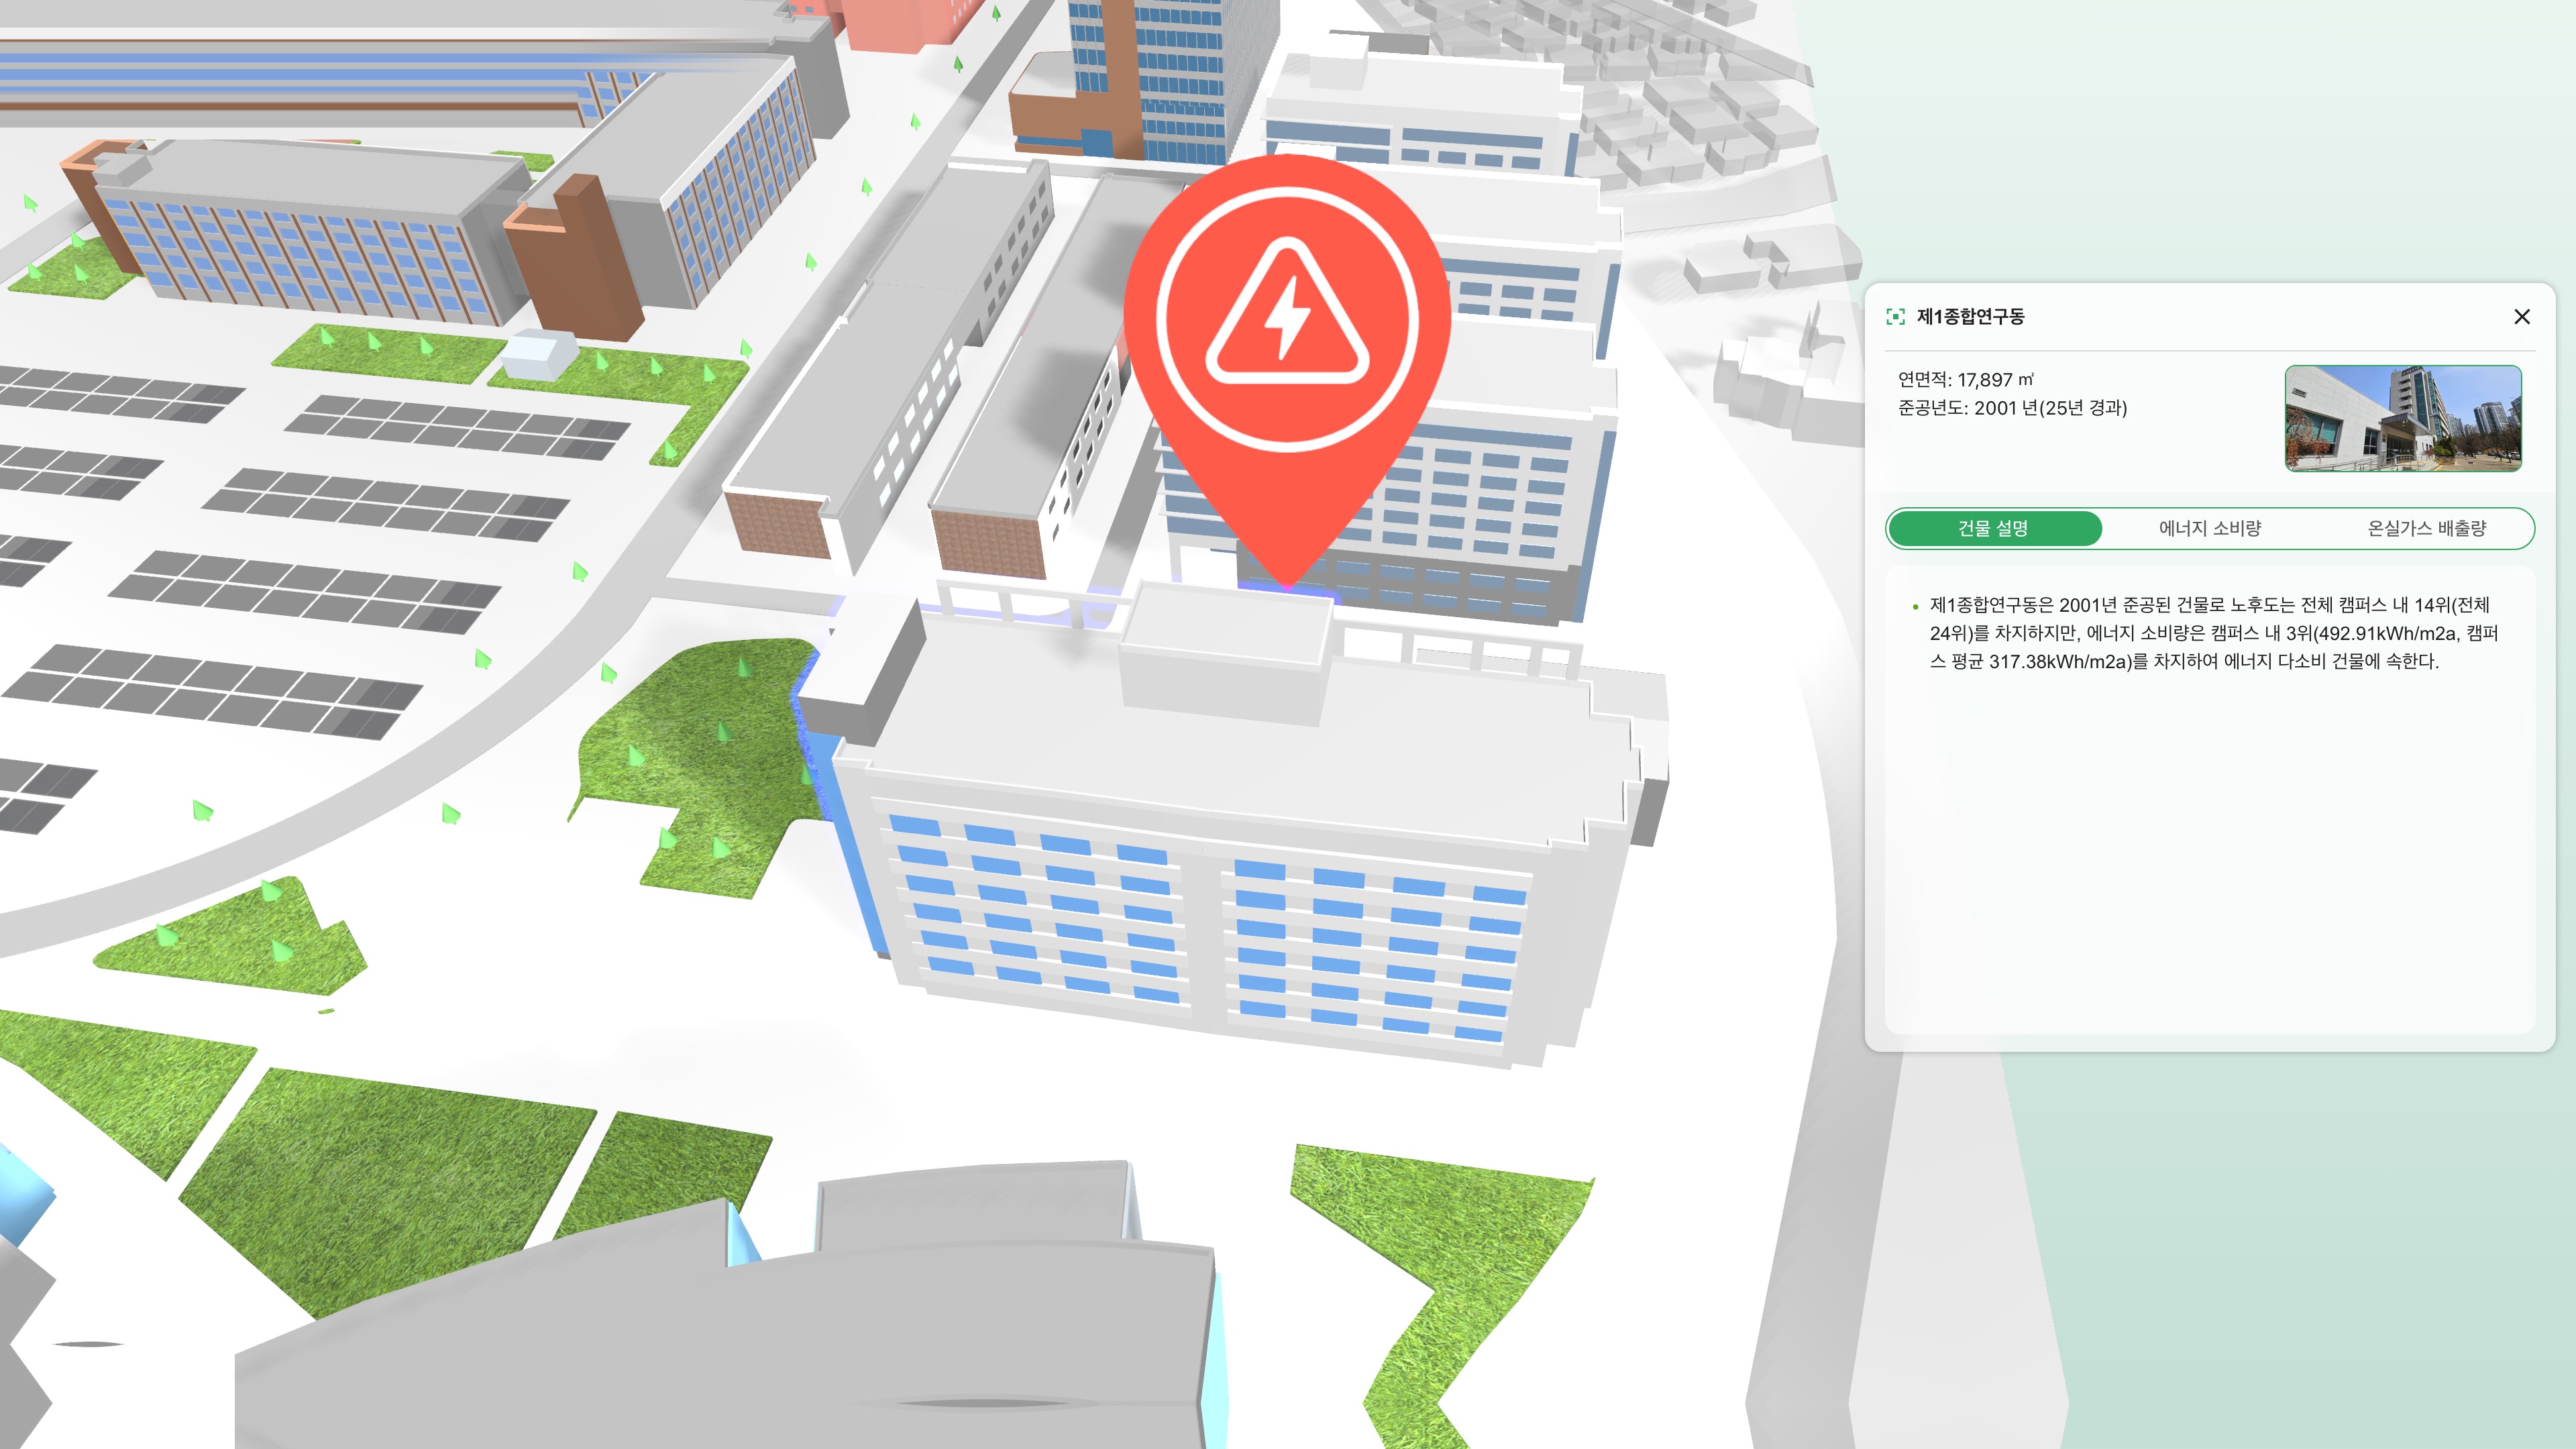 제1종합연구동
연면적: 17,897 ㎡
준공년도: 2001 년(25년 경과)
건물 설명
에너지 소비량
온실가스 배출량
제1종합연구동은 2001년 준공된 건물로 노후도는 전체 캠퍼스 내 14위(전체
24위)를 차지하지만, 에너지 소비량은 캠퍼스 내 3위(492.91kWh/m2a, 캠퍼
스 평균 317.38kWh/m2a)를 차지하여 에너지 다소비 건물에 속한다.